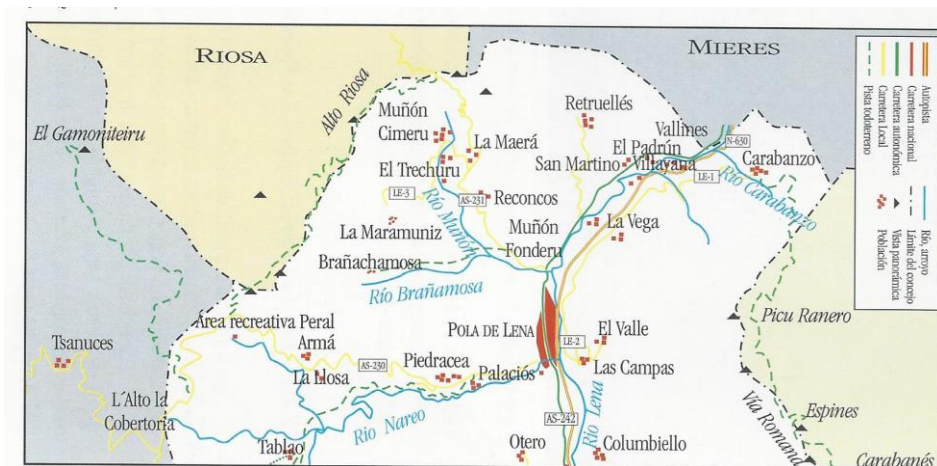 RIOSA
MIERES
El Gamoniteiru
Alto Riosa
Muñón
Cimeru
La Maerá
El Trechuru
LE-3
AS-231
Reconcos
Río Muñón
La Maramuniz
Brañachamosa
Río Brañamosa
Retruellés
Vallines
El Padrún
San Martino
Villayana
N-630
LE-1
Carabanzo
Río Carabanzo
Muñón
Fonderu
La Vega
Autopista
Carretera nacional
Carretera autonómica
Carretera Local
Pista todoterreno
Río, arroyo
Límite del concejo
Vista panorámica
Población
Área recreativa Peral
Armá
La Llosa
AS-230
Piedracea
Palaciós
POLA DE LENA
LE-2
El Valle
Las Campas
Río Lena
AS-242
Picu Ranero
Tsanuces
L´Alto la
Cobertoria
Río Nareo
Tablao
Otero
Columbiello
Vía Romana
Espines
Carabanés